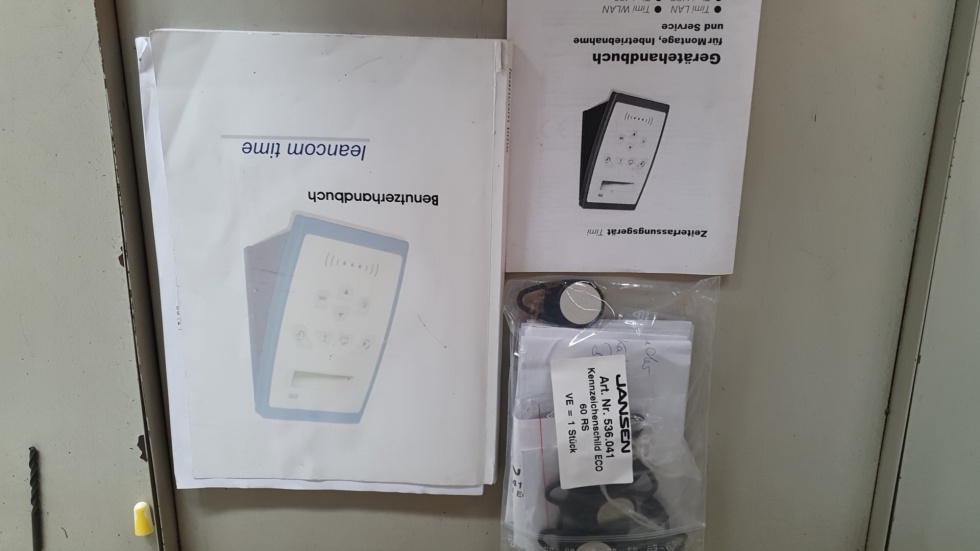 leancom time
Benutzerhandbuch
Zeiterfassungsgerät Timi
Gerätehandbuch
für Montage, Inbetriebnahme
und Service
● Timi LAN ● Timi WLAN
JANSEN
Art. Nr. 536.041
Kennzeichenschild ECO
60 RS
VE = 1 Stück